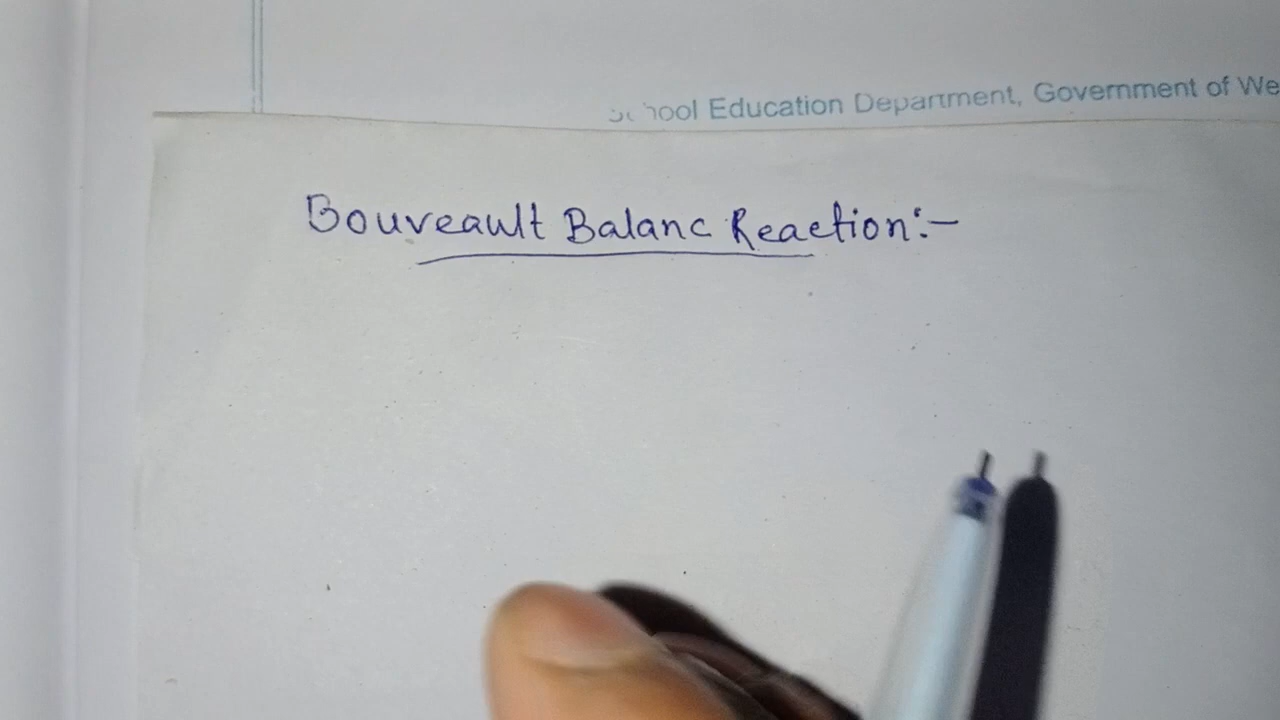 School Education Department, Government of We
Bouveault Balanc Reaction:-